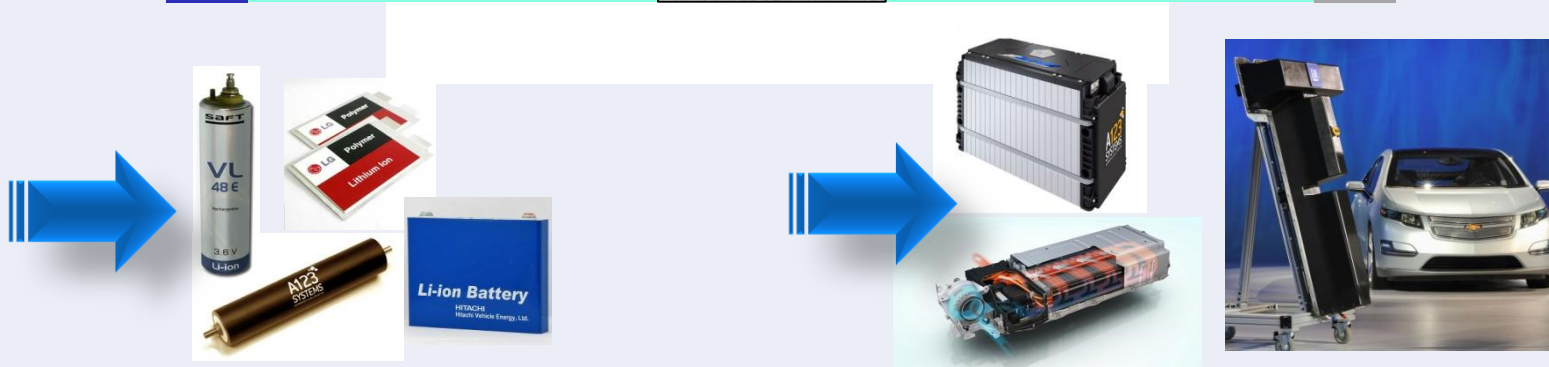 SAFT
VL
48 E
Rechargeable
3.6 V
Li-ion
LG Polymer
LG Polymer
Lithium Ion
A123
SYSTEMS
Li-ion Battery
HITACHI
Hitachi Vehicle Energy, Ltd.
A123
SYSTEMS